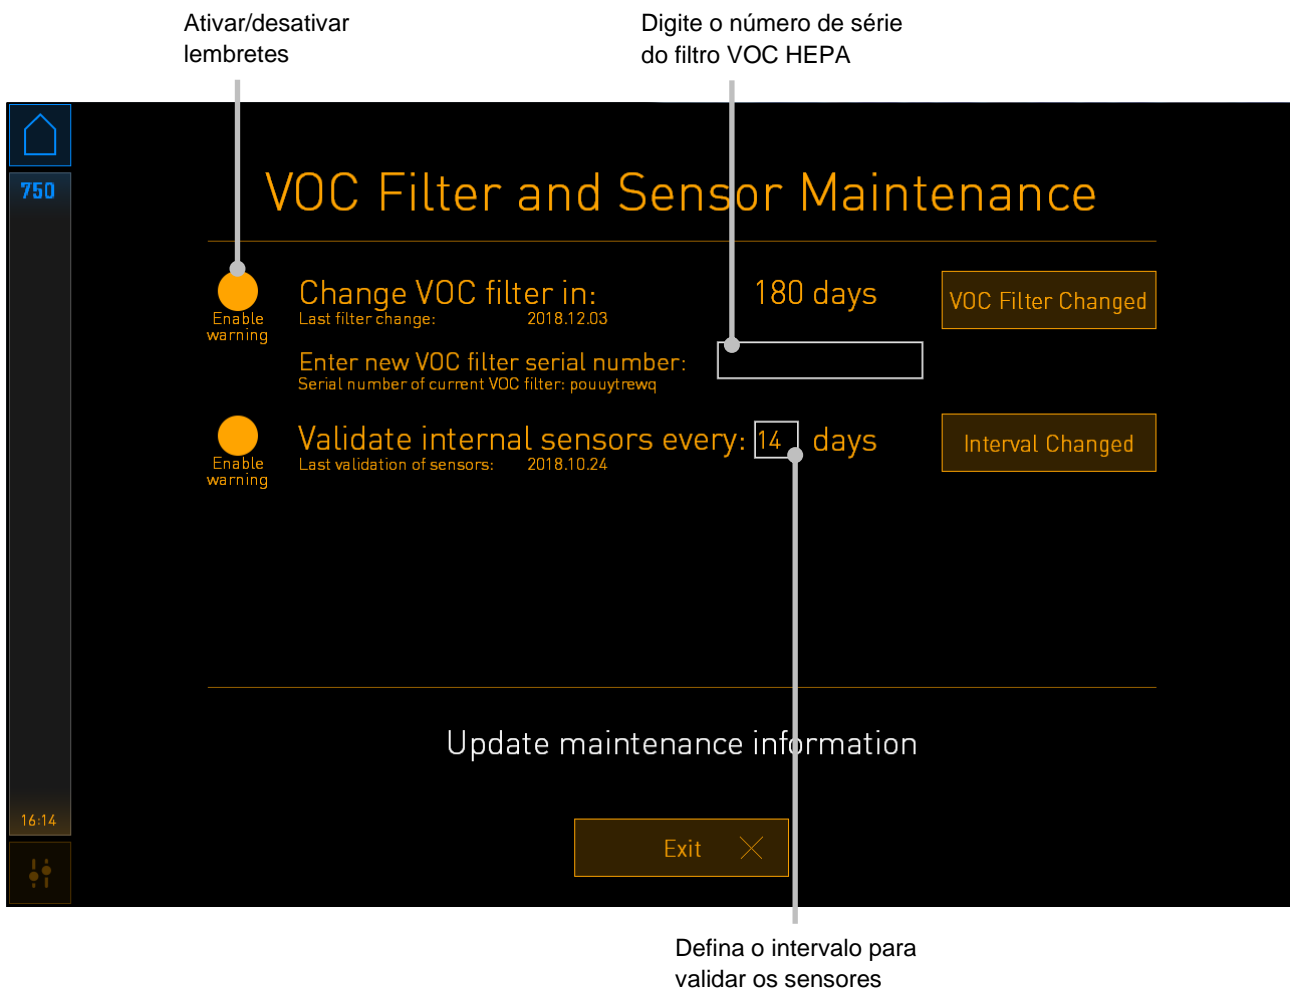 Ativar/desativar
lembretes
Digite o número de série
do filtro VOC HEPA
750
VOC Filter and Sensor Maintenance
Change VOC filter in: 180 days
VOC Filter Changed
Enable
warning
Last filter change: 2018.12.03
Enter new VOC filter serial number:
Serial number of current VOC filter: pouuytrewq
Validate internal sensors every: 14 days
Interval Changed
Enable
warning
Last validation of sensors: 2018.10.24
Update maintenance information
16:14
Exit
Defina o intervalo para
validar os sensores